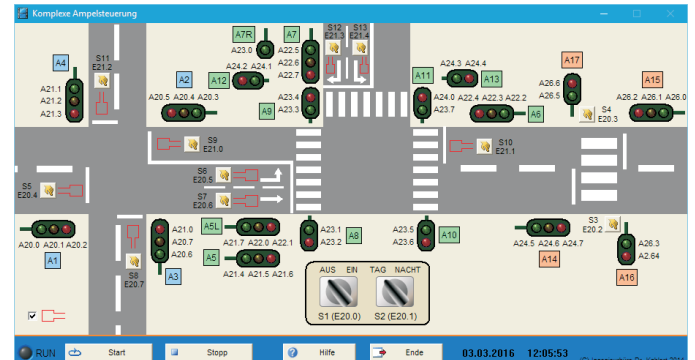 Komplexe Ampelsteuerung
A4
S11
E21.2
A21.1
A21.2
A21.3
A2
A20.5 A20.4 A20.3
A7R
A23.0
A24.2 A24.1
A12
A7
A22.5
A22.6
A22.7
A9
A23.4
A23.3
S12
E21.3
S13
E21.4
A11
A24.3 A24.4
A13
A24.0
A23.7
A22.4 A22.3 A22.2
A6
A17
A26.6
A26.5
S4
E20.3
A15
A26.2 A26.1 A26.0
S9
E21.0
S10
E21.1
S5
E20.4
S6
E20.5
S7
E20.6
A20.0 A20.1 A20.2
A1
S8
E20.7
A21.0
A20.7
A20.6
A3
A5L
A21.7 A22.0 A22.1
A5
A21.4 A21.5 A21.6
A23.1
A23.2
A8
A23.5
A23.6
A10
A24.5 A24.6 A24.7
A14
S3
E20.2
A26.3
A2.64
A16
AUS EIN
TAG NACHT
S1 (E20.0)
S2 (E20.1)
RUN
Start
Stopp
Hilfe
Ende
03.03.2016
12:05:53